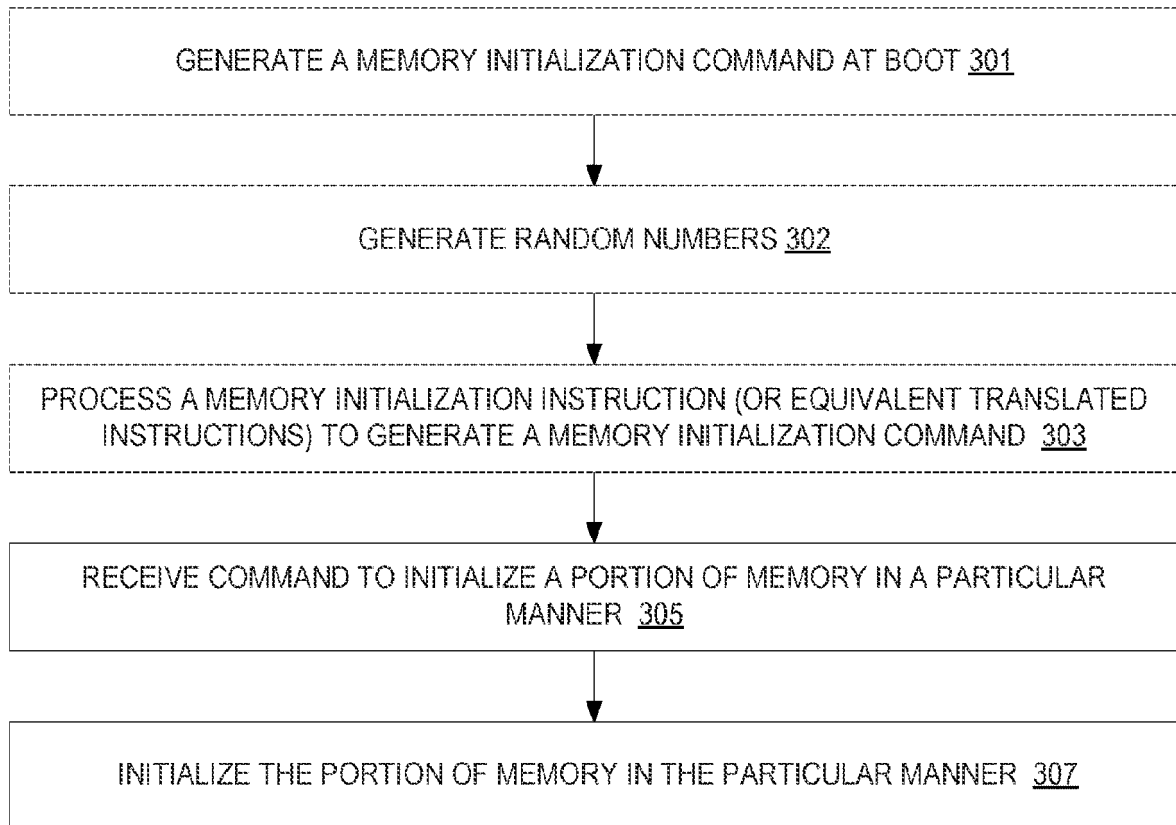 GENERATE A MEMORY INITIALIZATION COMMAND AT BOOT 301
GENERATE RANDOM NUMBERS 302
PROCESS A MEMORY INITIALIZATION INSTRUCTION (OR EQUIVALENT TRANSLATED
INSTRUCTIONS) TO GENERATE A MEMORY INITIALIZATION COMMAND 303
RECEIVE COMMAND TO INITIALIZE A PORTION OF MEMORY IN A PARTICULAR
MANNER 305
INITIALIZE THE PORTION OF MEMORY IN THE PARTICULAR MANNER 307